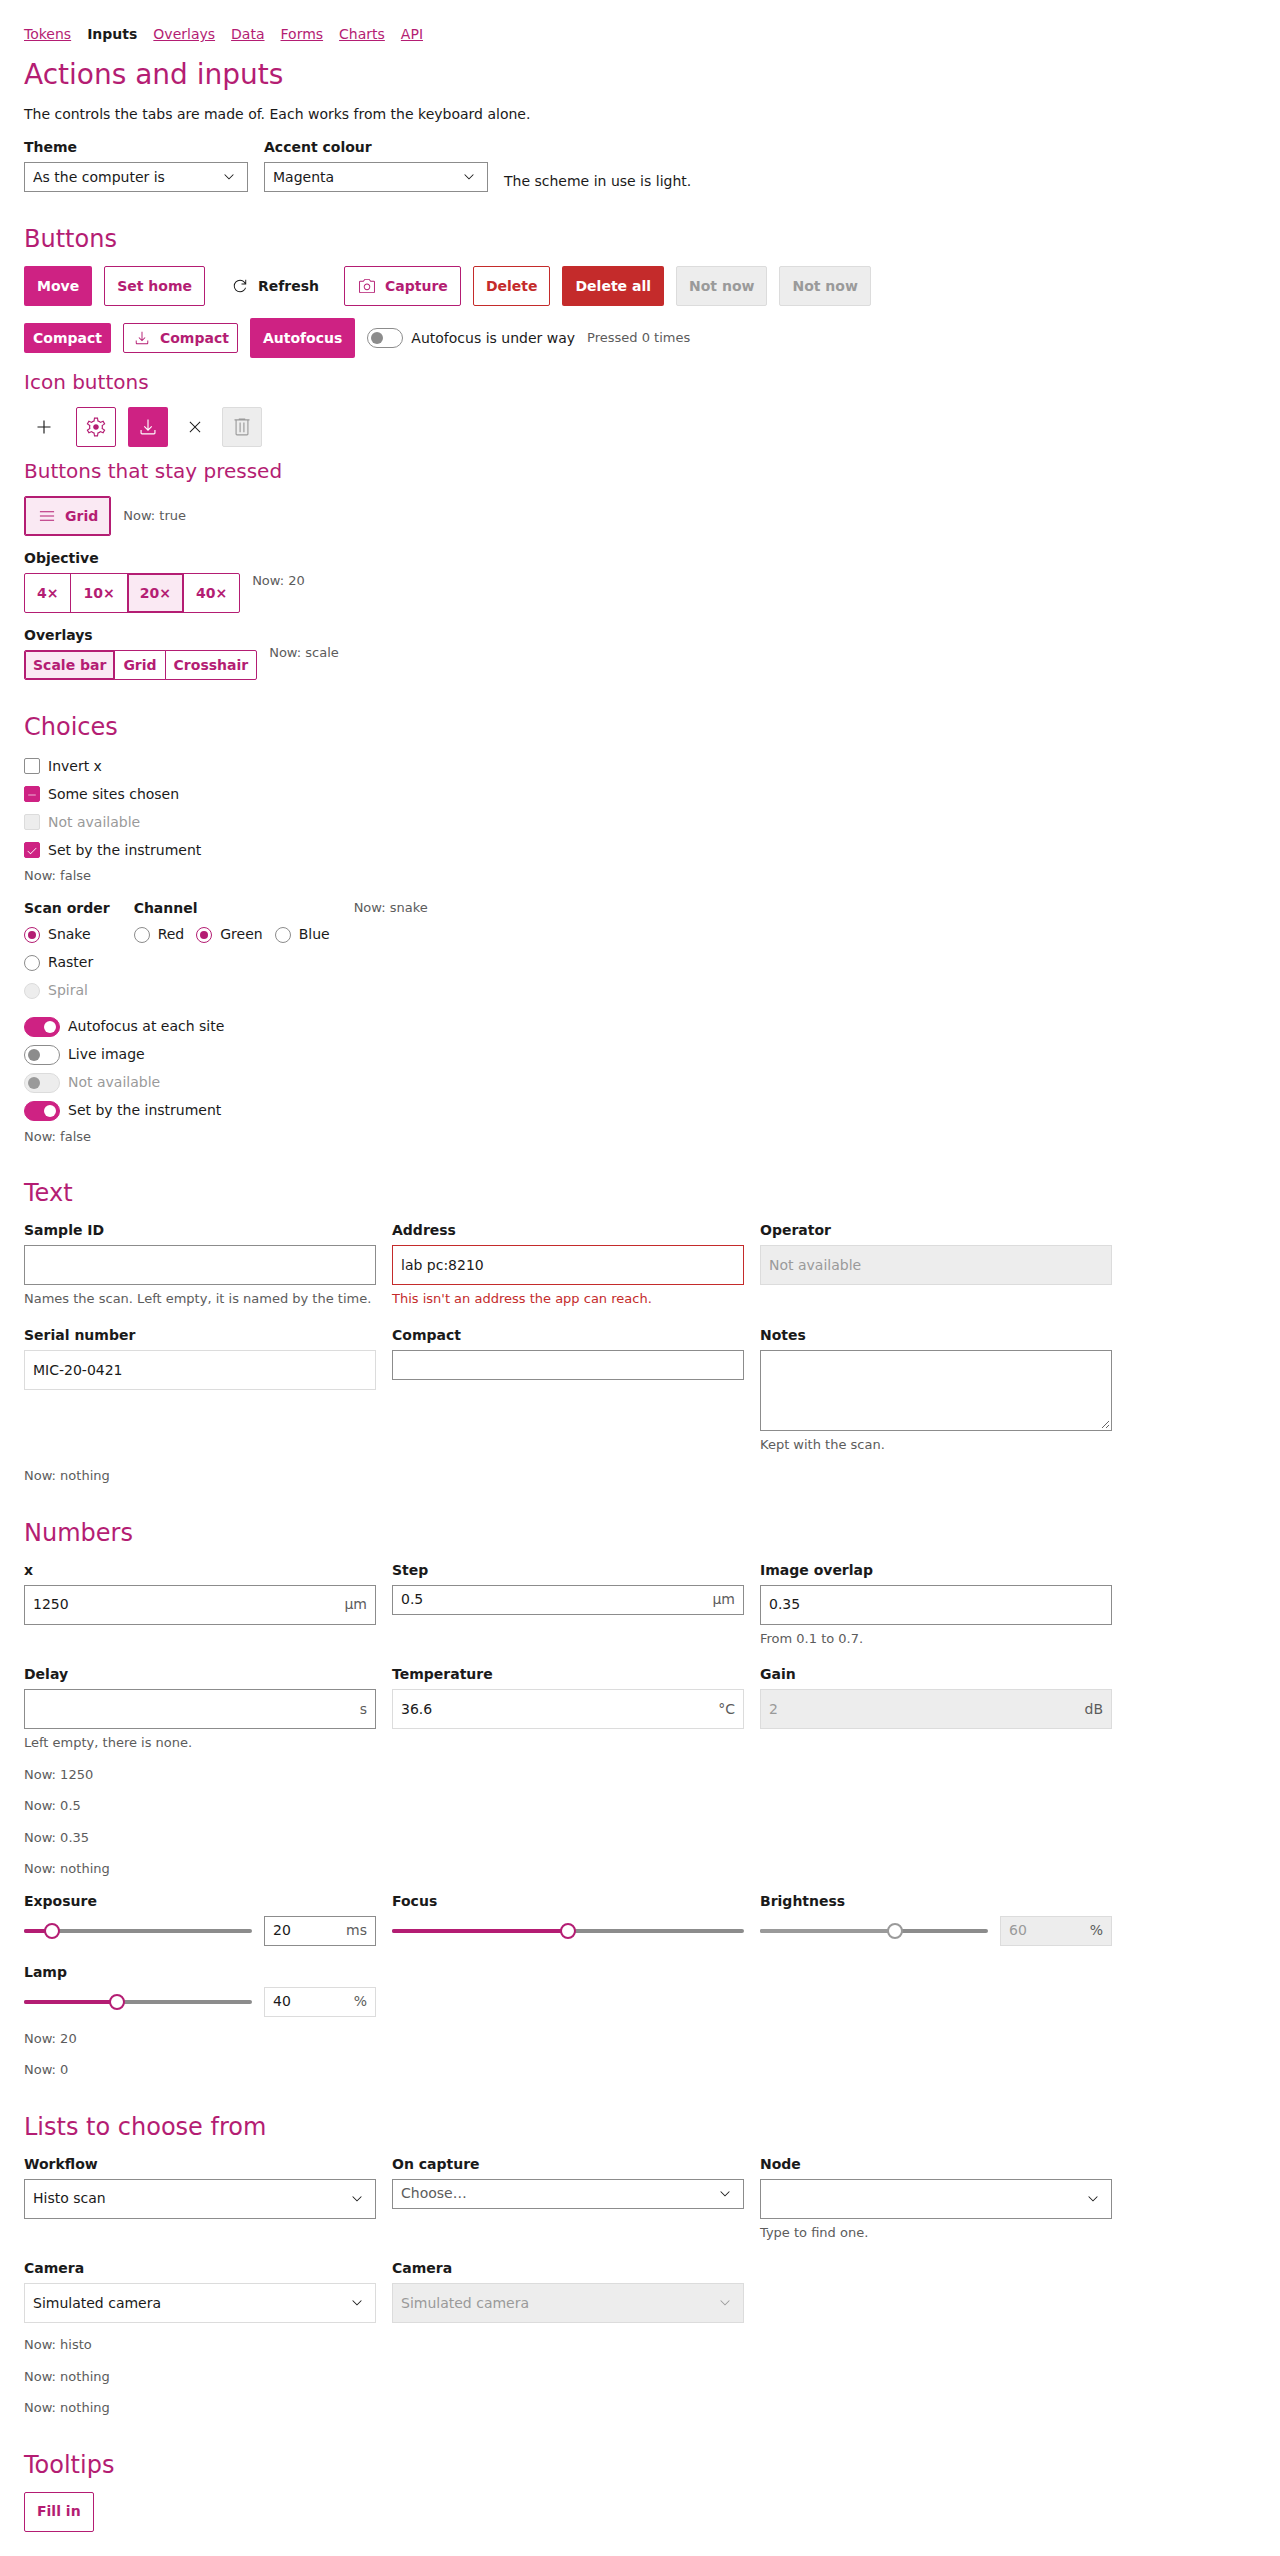 Tokens Inputs Overlays Data Forms Charts API
Actions and inputs
The controls the tabs are made of. Each works from the keyboard alone.
Theme Accent colour
As the computer is Magenta The scheme in use is light.
Buttons
Move Set home Refresh Capture Delete Delete all Not now Not now
Compact Compact Autofocus Autofocus is under way Pressed 0 times
Icon buttons
Buttons that stay pressed
Grid Now: true
Objective
4× 10× 20× 40× Now: 20
Overlays
Scale bar Grid Crosshair Now: scale
Choices
Invert x
Some sites chosen
Not available
Set by the instrument
Now: false
Scan order Channel Now: snake
Snake Red Green Blue
Raster
Spiral
Autofocus at each site
Live image
Not available
Set by the instrument
Now: false
Text
Sample ID Address Operator
lab pc:8210 Not available
Names the scan. Left empty, it is named by the time. This isn't an address the app can reach.
Serial number Compact Notes
MIC-20-0421
Kept with the scan.
Now: nothing
Numbers
x Step Image overlap
1250 µm 0.5 µm 0.35
From 0.1 to 0.7.
Delay Temperature Gain
s 36.6 °C 2 dB
Left empty, there is none.
Now: 1250
Now: 0.5
Now: 0.35
Now: nothing
Exposure Focus Brightness
20 ms 60 %
Lamp
40 %
Now: 20
Now: 0
Lists to choose from
Workflow On capture Node
Histo scan Choose…
Type to find one.
Camera Camera
Simulated camera Simulated camera
Now: histo
Now: nothing
Now: nothing
Tooltips
Fill in